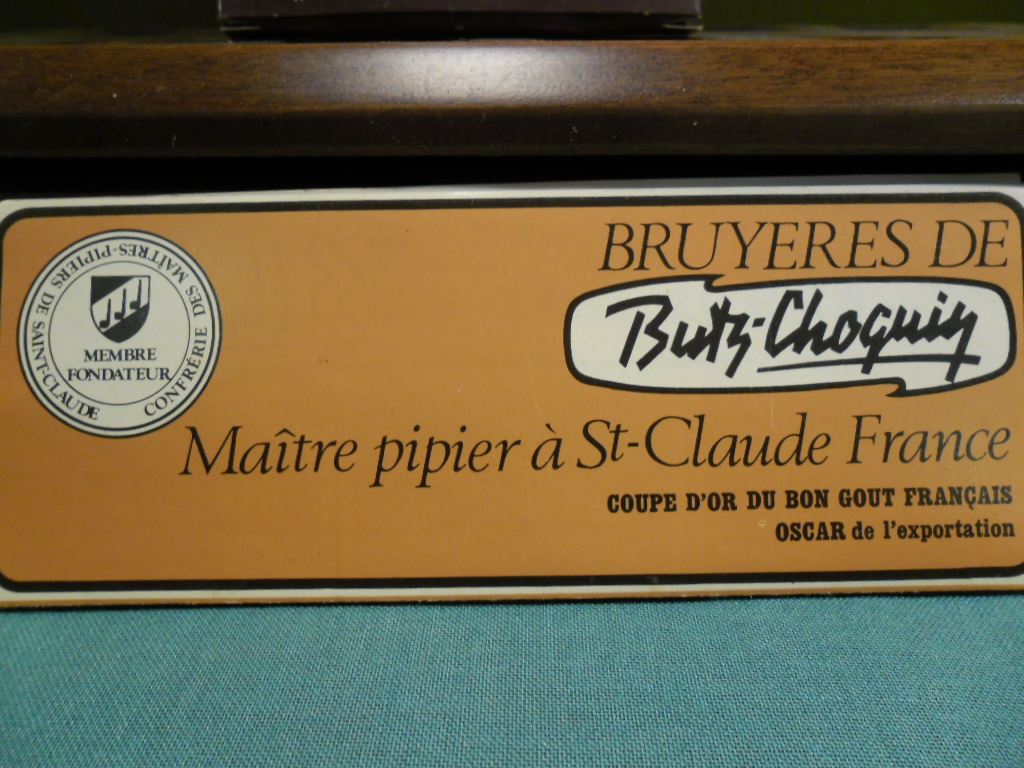 CONFRÉRIE DES MAÎTRES-PIPIERS DE SAINT-CLAUDE
MEMBRE
FONDATEUR
BRUYERES DE
Butz-Choquin
Maître pipier à St-Claude France
COUPE D'OR DU BON GOUT FRANÇAIS
OSCAR de l'exportation